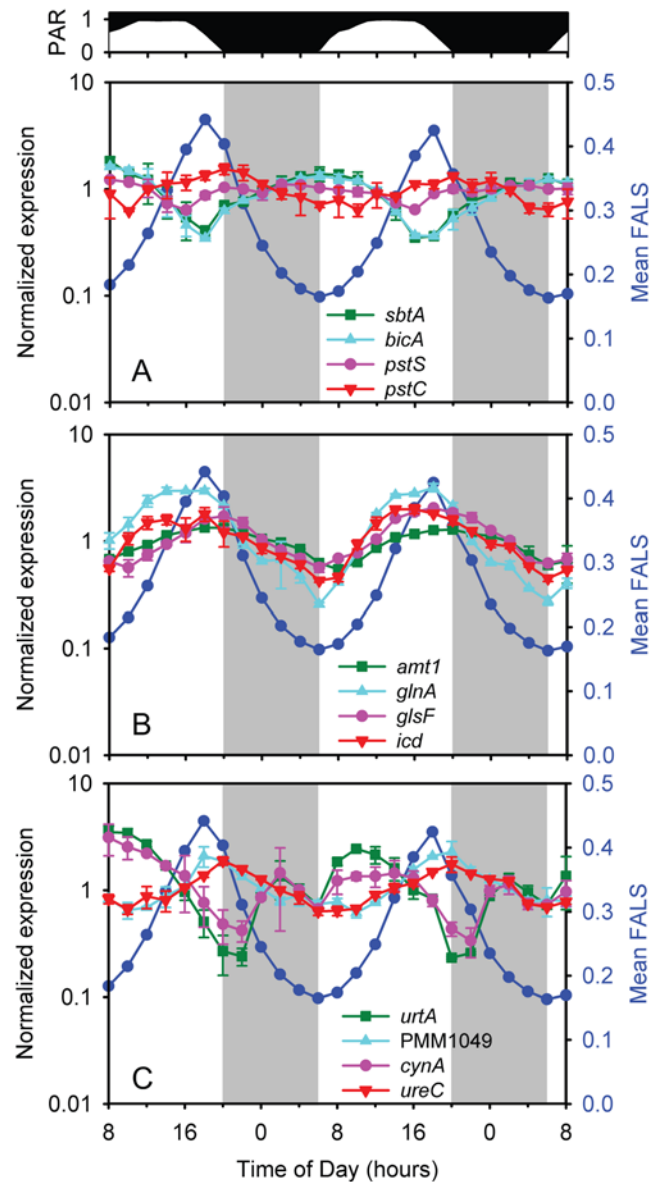 PAR
1
0
Normalized expression
10
1
0.1
0.01
A
sbtA
bicA
pstS
pstC
0.5
0.4
0.3
0.2
0.1
0.0
Mean FALS
Normalized expression
10
1
0.1
0.01
B
amt1
glnA
glsF
icd
0.5
0.4
0.3
0.2
0.1
0.0
Mean FALS
Normalized expression
10
1
0.1
0.01
C
urtA
PMM1049
cynA
ureC
0.5
0.4
0.3
0.2
0.1
0.0
Mean FALS
8 16 0 8 16 0 8
Time of Day (hours)